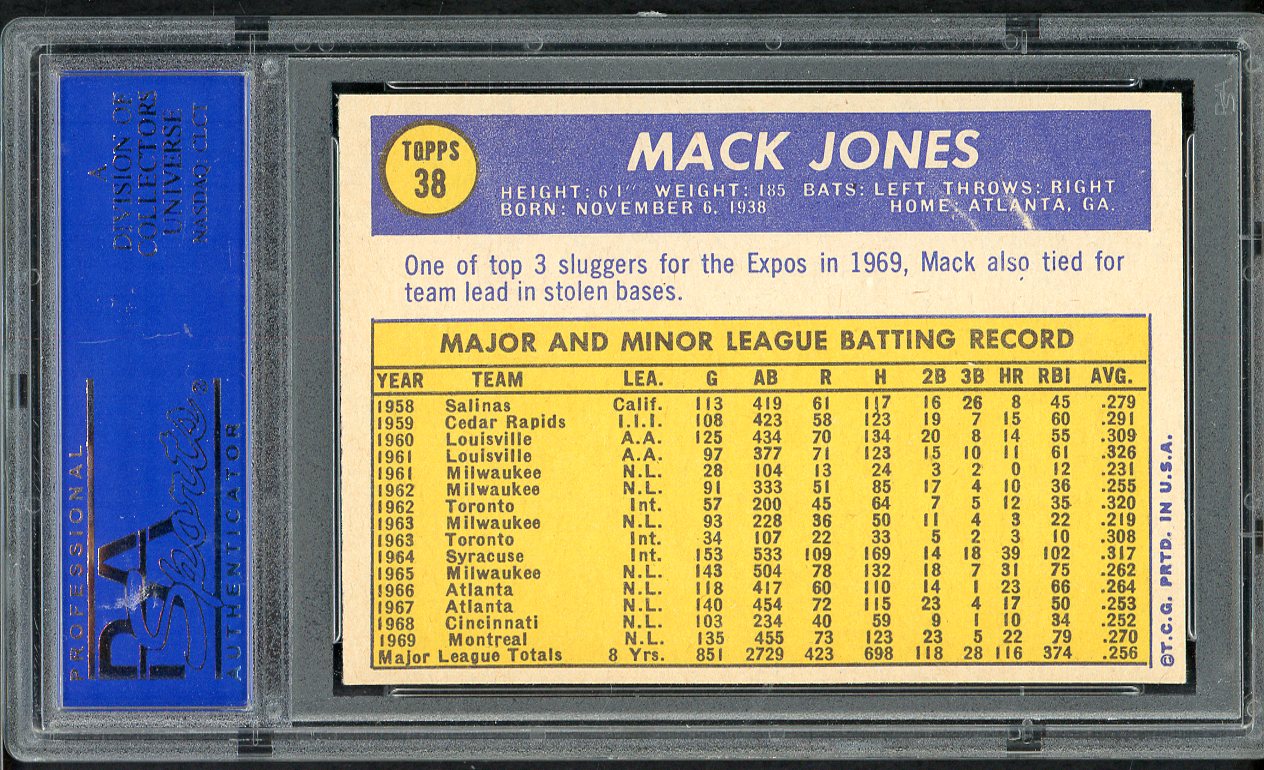 A
DIVISION OF
COLLECTORS
UNIVERSE
NASDAQ: CLCT
PROFESSIONAL
PSA
Sports
AUTHENTICATOR
TOPPS
38
MACK JONES
HEIGHT: 6'1" WEIGHT: 185 BATS: LEFT THROWS: RIGHT
BORN: NOVEMBER 6, 1938 HOME: ATLANTA, GA.
One of top 3 sluggers for the Expos in 1969, Mack also tied for
team lead in stolen bases.
MAJOR AND MINOR LEAGUE BATTING RECORD
YEAR TEAM LEA. G AB R H 2B 3B HR RBI AVG.
1958 Salinas Calif. 113 419 61 117 16 26 8 45 .279
1959 Cedar Rapids I.I.I. 108 423 58 123 19 7 15 60 .291
1960 Louisville A.A. 125 434 70 134 20 8 14 55 .309
1961 Louisville A.A. 97 377 71 123 15 10 11 61 .326
1961 Milwaukee N.L. 28 104 13 24 3 2 0 12 .231
1962 Milwaukee N.L. 91 333 51 85 17 4 10 36 .255
1962 Toronto Int. 57 200 45 64 7 5 12 35 .320
1963 Milwaukee N.L. 93 228 36 50 11 4 3 22 .219
1963 Toronto Int. 34 107 22 33 5 2 3 10 .308
1964 Syracuse Int. 153 533 109 169 14 18 39 102 .317
1965 Milwaukee N.L. 143 504 78 132 18 7 31 75 .262
1966 Atlanta N.L. 118 417 60 110 14 1 23 66 .264
1967 Atlanta N.L. 140 454 72 115 23 4 17 50 .253
1968 Cincinnati N.L. 103 234 40 59 9 1 10 34 .252
1969 Montreal N.L. 135 455 73 123 23 5 22 79 .270
Major League Totals 8 Yrs. 851 2729 423 698 118 28 116 374 .256
©T.C.G. PRTD. IN U.S.A.